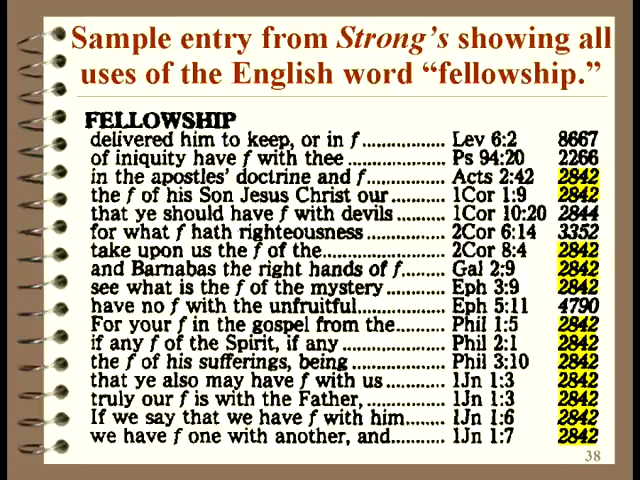 Sample entry from Strong's showing all
uses of the English word “fellowship.”
FELLOWSHIP
delivered him to keep, or in f.................. Lev 6:2 8667
of iniquity have f with thee ..................... Ps 94:20 2266
in the apostles' doctrine and f................. Acts 2:42 2842
the f of his Son Jesus Christ our ............ 1Cor 1:9 2842
that ye should have f with devils .......... 1Cor 10:20 2844
for what f hath righteousness ................ 2Cor 6:14 3352
take upon us the f of the......................... 2Cor 8:4 2842
and Barnabas the right hands of f......... Gal 2:9 2842
see what is the f of the mystery ............. Eph 3:9 2842
have no f with the unfruitful................... Eph 5:11 4790
For your f in the gospel from the.......... Phil 1:5 2842
if any f of the Spirit, if any ...................... Phil 2:1 2842
the f of his sufferings, being .................... Phil 3:10 2842
that ye also may have f with us ............. 1Jn 1:3 2842
truly our f is with the Father, ................. 1Jn 1:3 2842
If we say that we have f with him......... 1Jn 1:6 2842
we have f one with another, and............ 1Jn 1:7 2842
38